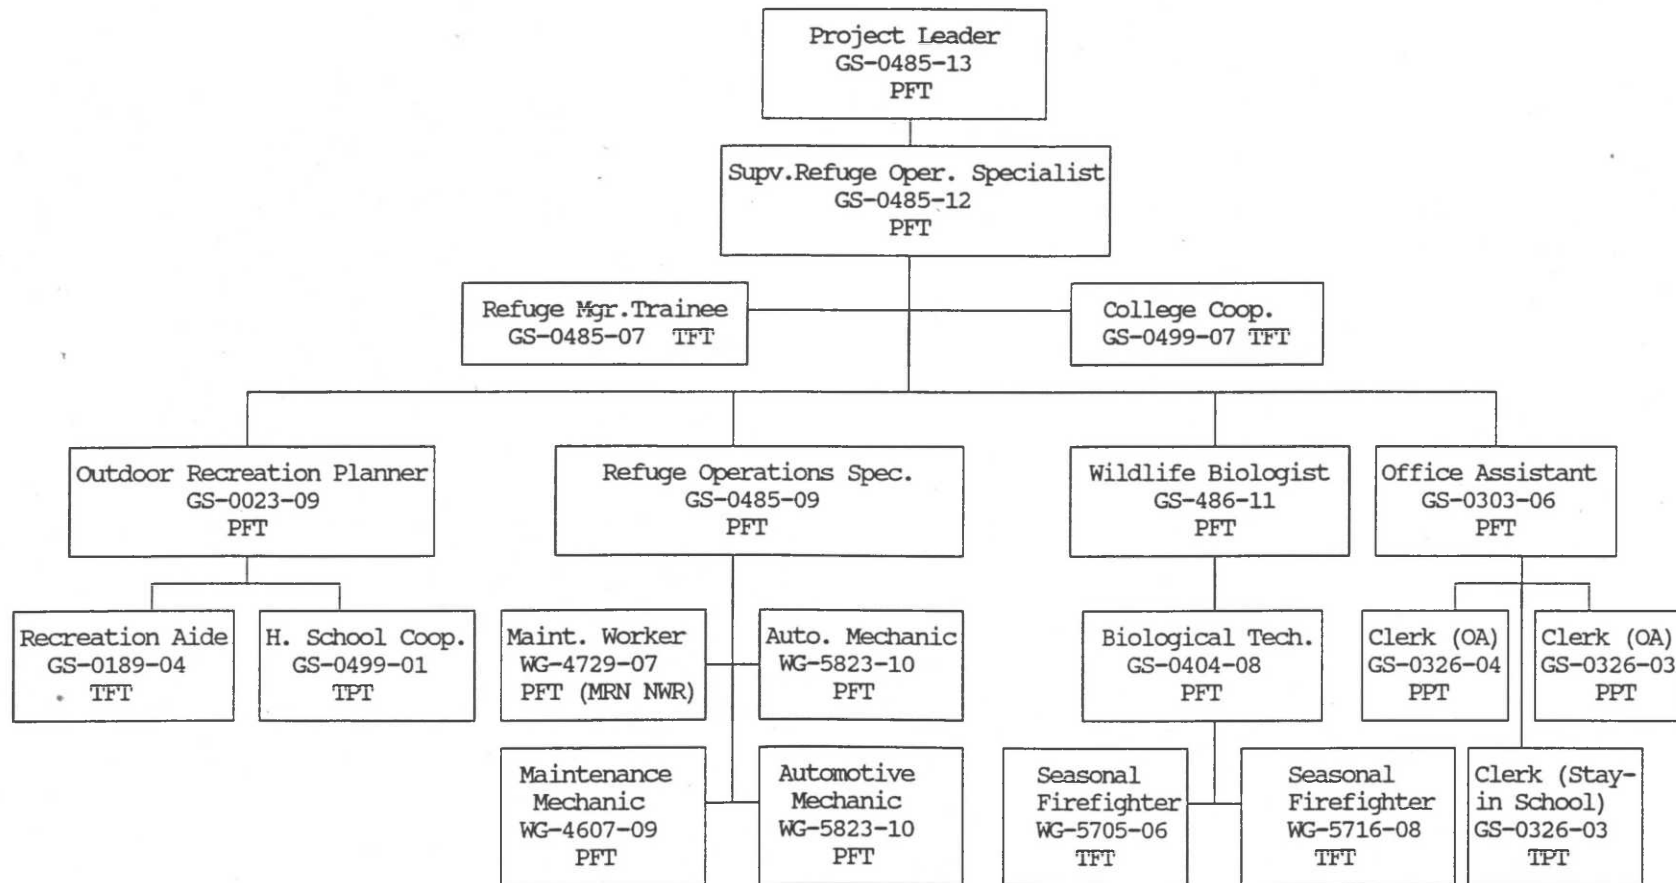 Project Leader
GS-0485-13
PFT
Supv.Refuge Oper. Specialist
GS-0485-12
PFT
Refuge Mgr.Trainee
GS-0485-07 TFT
College Coop.
GS-0499-07 TFT
Outdoor Recreation Planner
GS-0023-09
PFT
Refuge Operations Spec.
GS-0485-09
PFT
Wildlife Biologist
GS-486-11
PFT
Office Assistant
GS-0303-06
PFT
Recreation Aide
GS-0189-04
TFT
H. School Coop.
GS-0499-01
TPT
Maint. Worker
WG-4729-07
PFT (MRN NWR)
Auto. Mechanic
WG-5823-10
PFT
Biological Tech.
GS-0404-08
PFT
Clerk (OA)
GS-0326-04
PPT
Clerk (OA)
GS-0326-03
PPT
Maintenance
Mechanic
WG-4607-09
PFT
Automotive
Mechanic
WG-5823-10
PFT
Seasonal
Firefighter
WG-5705-06
TFT
Seasonal
Firefighter
WG-5716-08
TFT
Clerk (Stay-
in School)
GS-0326-03
TPT